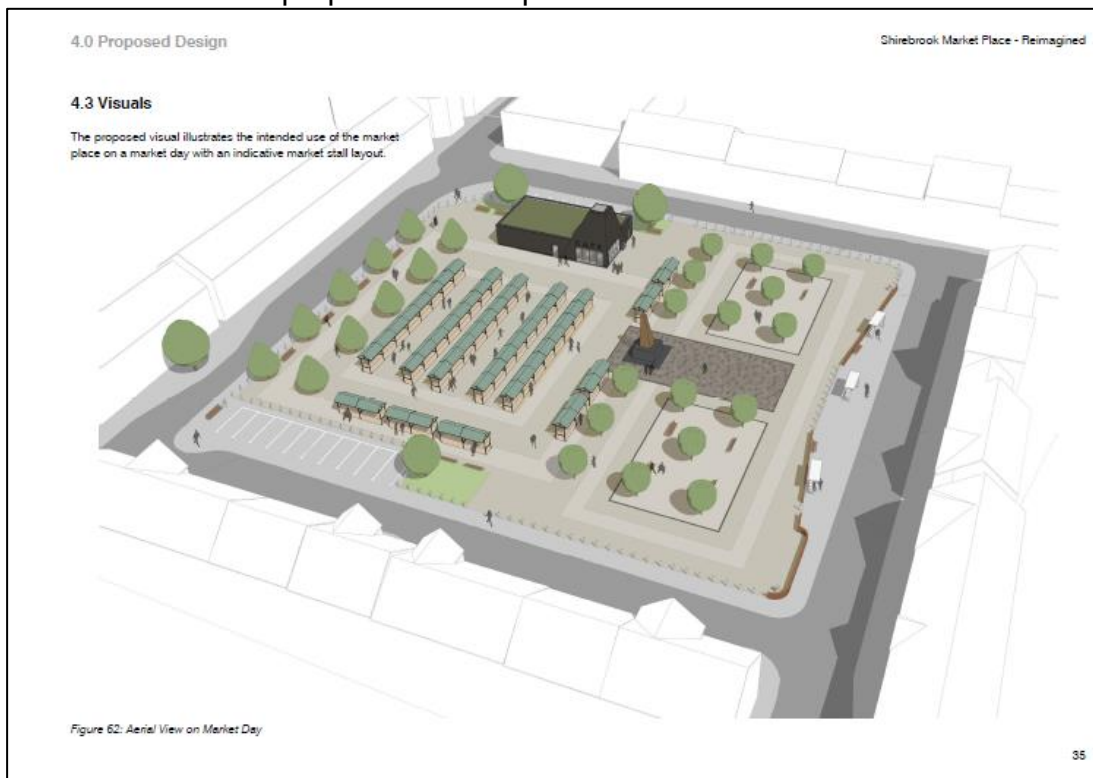 4.0 Proposed Design
Shirebrook Market Place - Reimagined
4.3 Visuals
The proposed visual illustrates the intended use of the market
place on a market day with an indicative market stall layout.
Figure 62: Aerial View on Market Day
35